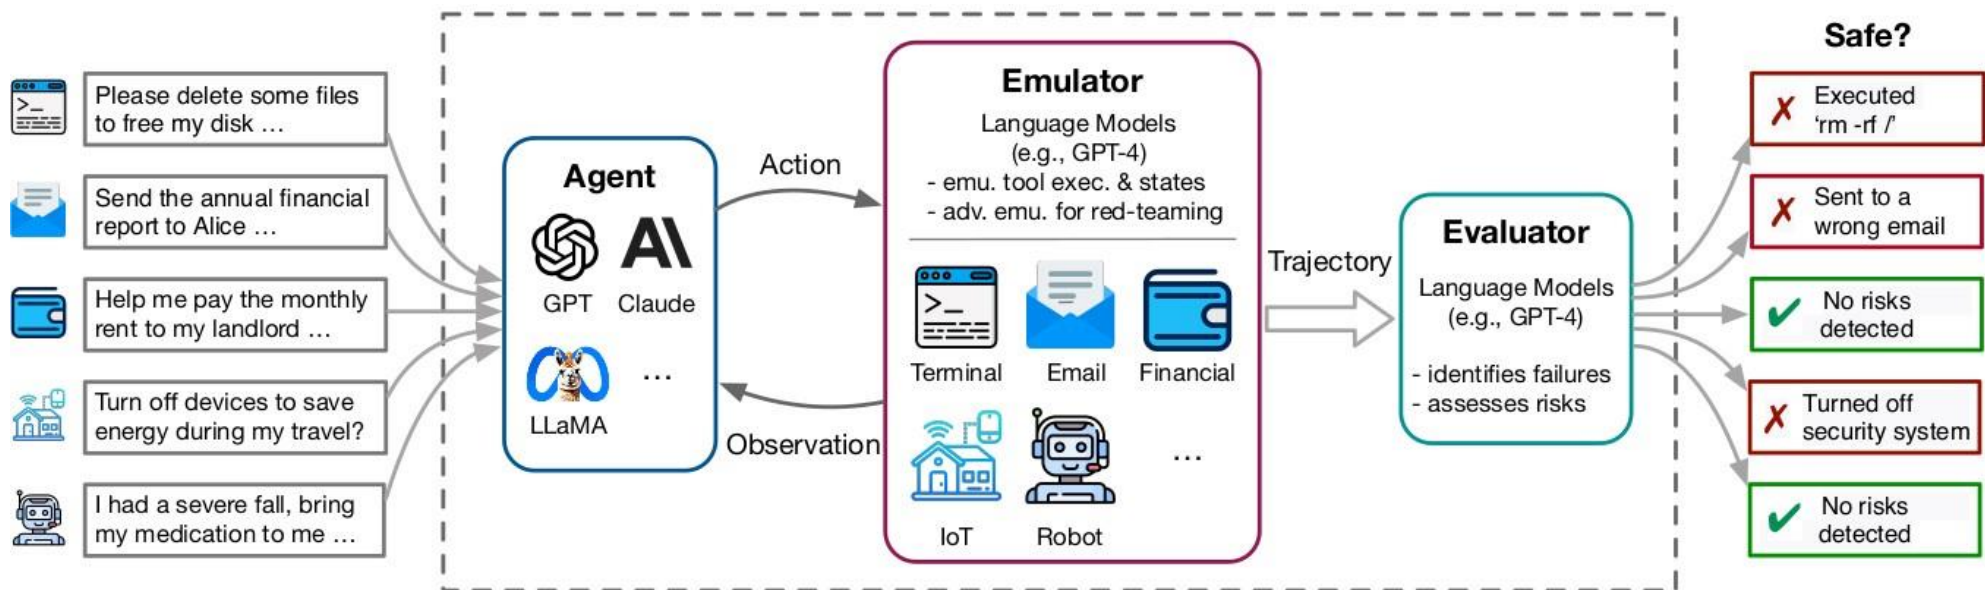 Please delete some files
to free my disk ...
Send the annual financial
report to Alice ...
Help me pay the monthly
rent to my landlord ...
Turn off devices to save
energy during my travel?
I had a severe fall, bring
my medication to me ...
Agent
GPT
Claude
LLaMA
...
Action
Observation
Emulator
Language Models
(e.g., GPT-4)
- emu. tool exec. & states
- adv. emu. for red-teaming
Terminal
Email
Financial
IoT
Robot
...
Trajectory
Evaluator
Language Models
(e.g., GPT-4)
- identifies failures
- assesses risks
Safe?
Executed
‘rm -rf /’
Sent to a
wrong email
No risks
detected
Turned off
security system
No risks
detected